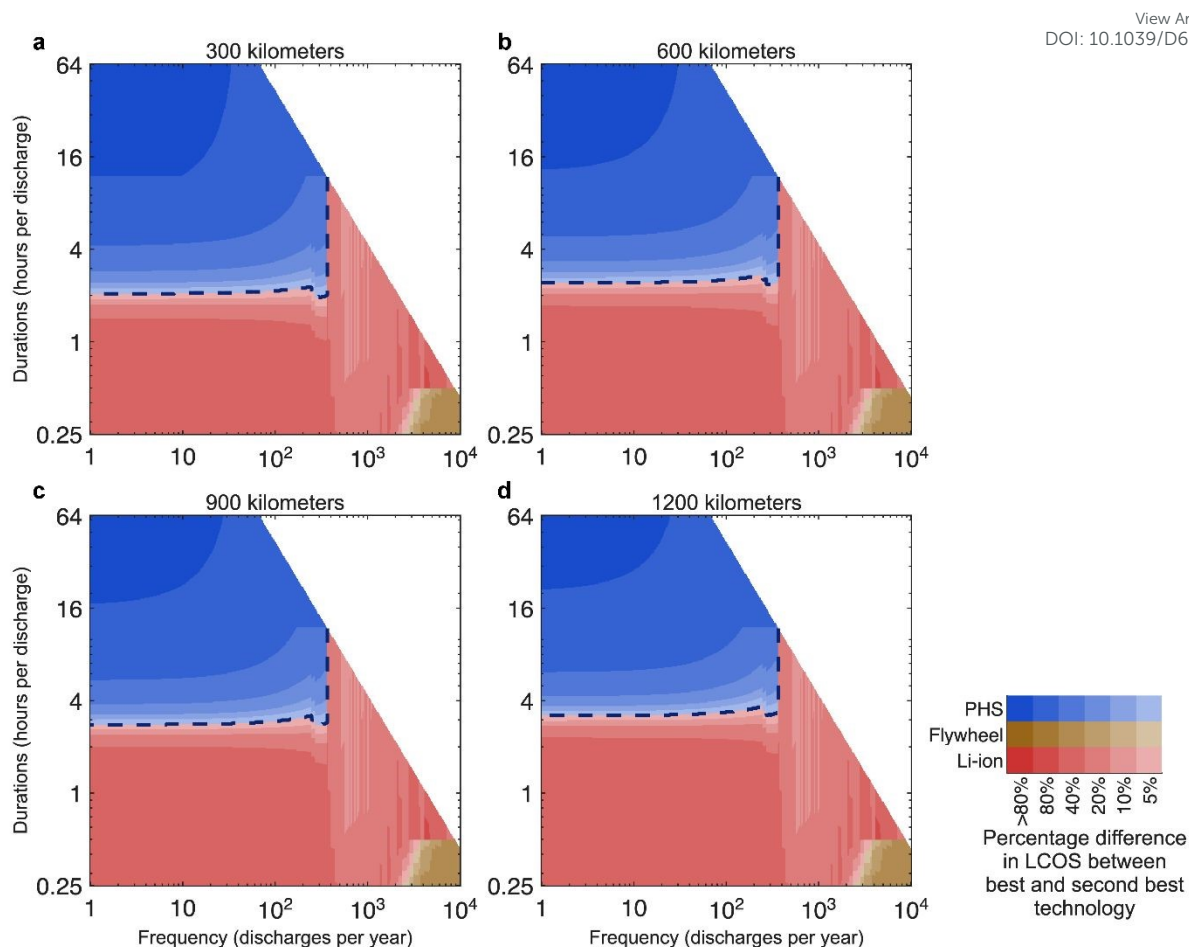 View Ar
DOI: 10.1039/D6
a
300 kilometers
b
600 kilometers
Durations (hours per discharge)
64
16
4
1
0.25
1
10
10²
10³
10⁴
64
16
4
1
0.25
1
10
10²
10³
10⁴
c
900 kilometers
d
1200 kilometers
Durations (hours per discharge)
64
16
4
1
0.25
1
10
10²
10³
10⁴
Frequency (discharges per year)
64
16
4
1
0.25
1
10
10²
10³
10⁴
Frequency (discharges per year)
PHS
Flywheel
Li-ion
>80%
80%
40%
20%
10%
5%
Percentage difference
in LCOS between
best and second best
technology